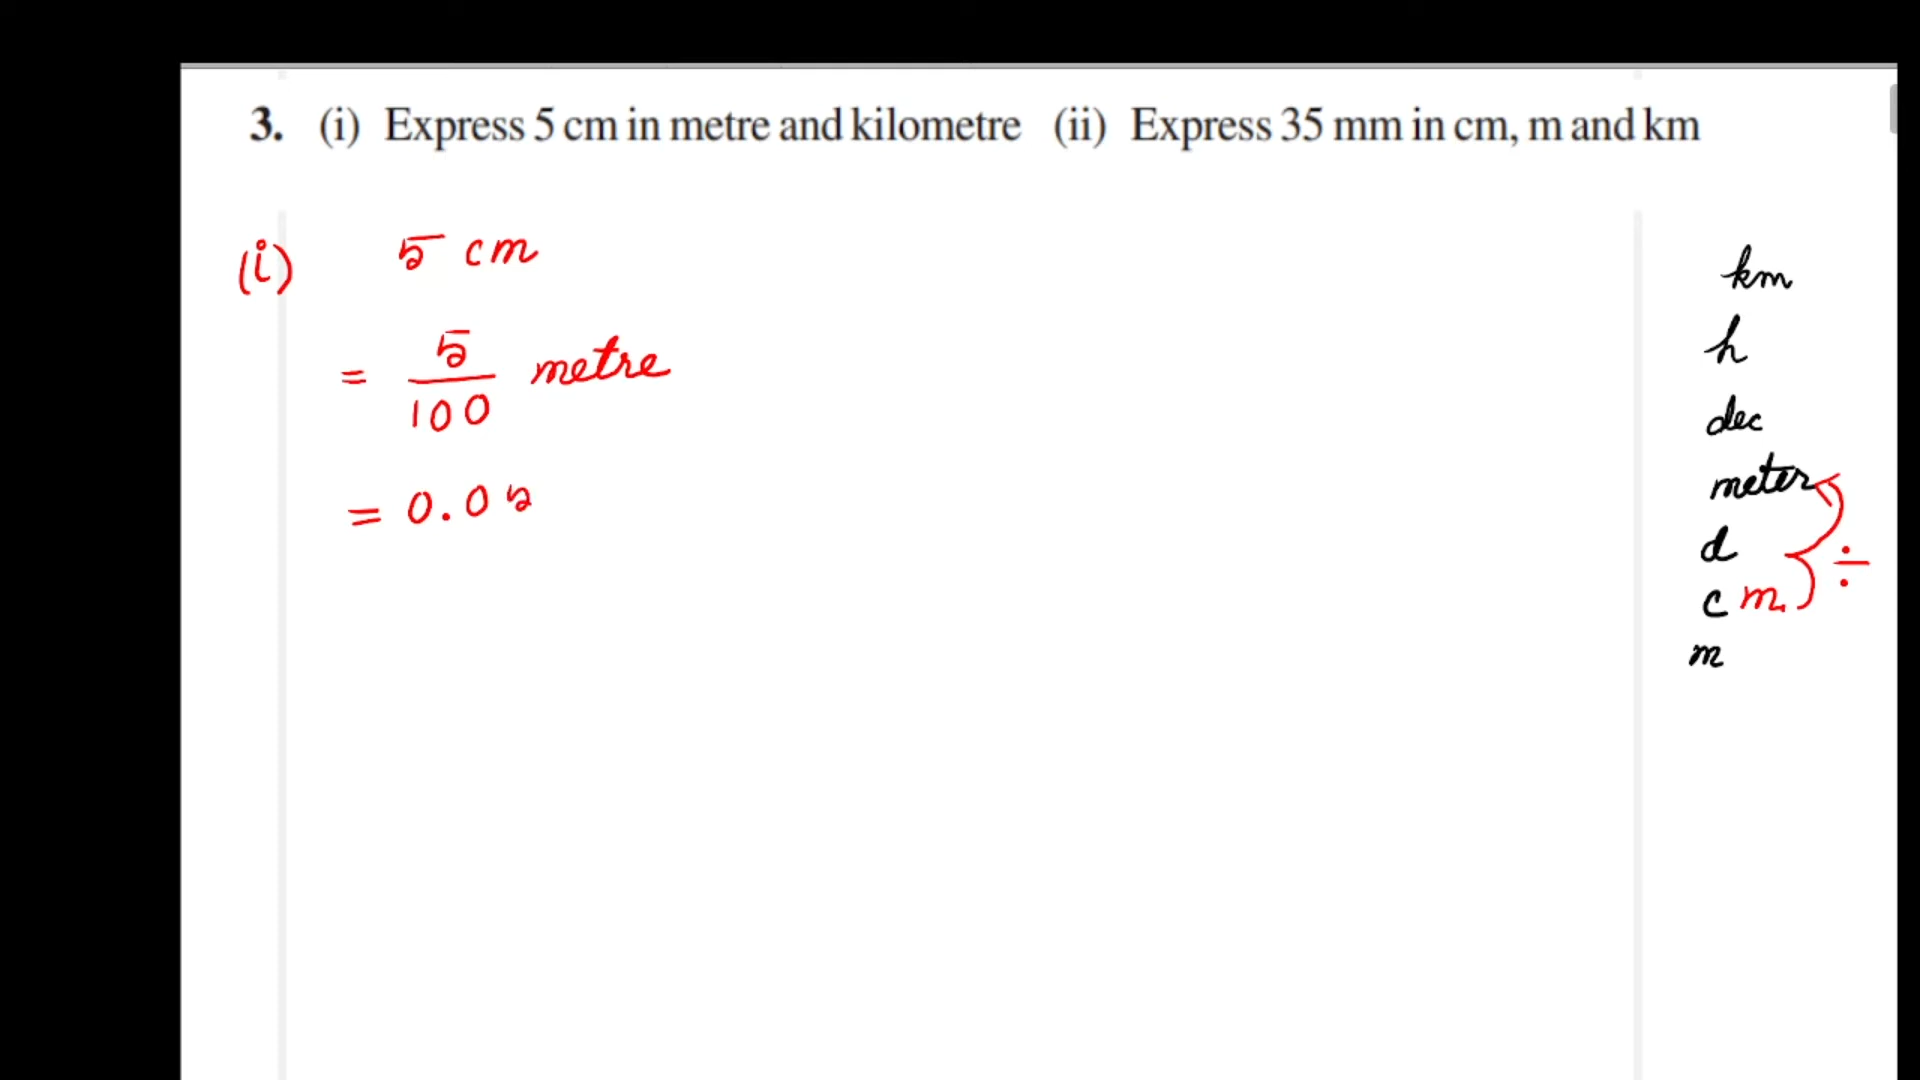 3. (i) Express 5 cm in metre and kilometre (ii) Express 35 mm in cm, m and km
(i) 5 cm
= 5/100 metre
= 0.05
km
h
dec
meter
d
÷
cm
m